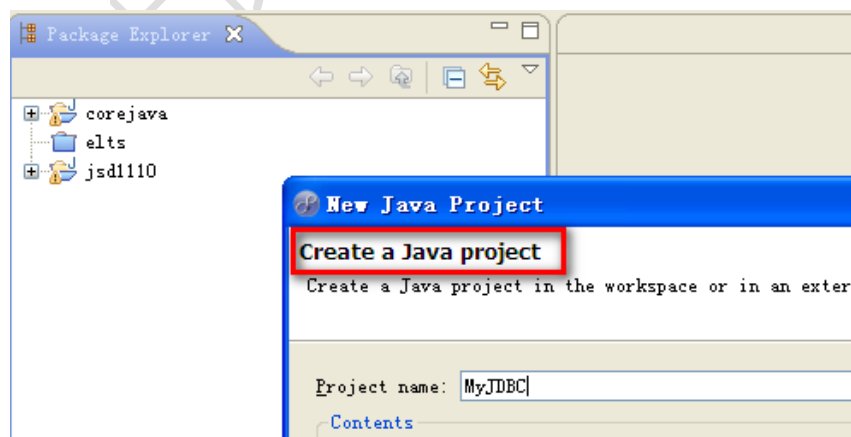 Package Explorer
corejava
elts
jsd1110
New Java Project
Create a Java project
Create a Java project in the workspace or in an exter
Project name: MyJDBC
Contents